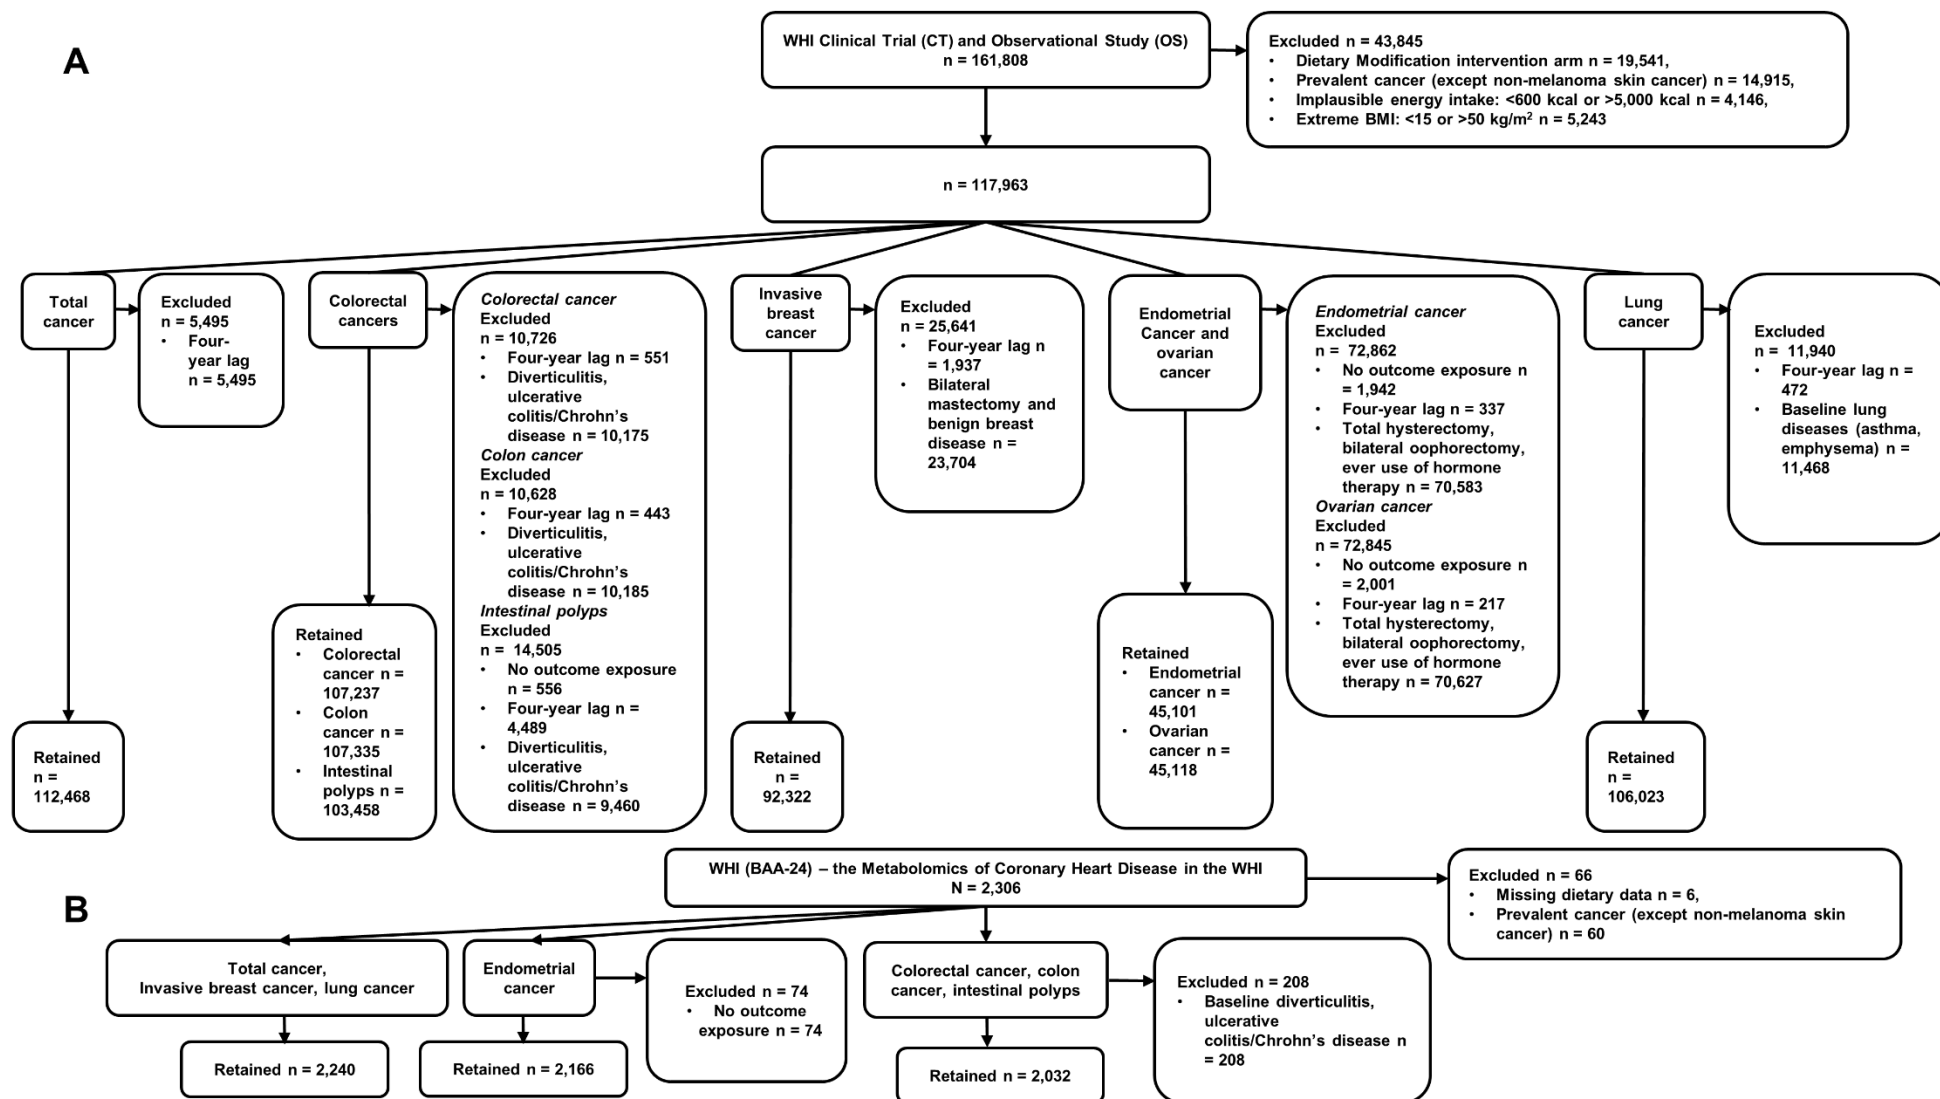 A
WHI Clinical Trial (CT) and Observational Study (OS)
n = 161,808
Excluded n = 43,845
• Dietary Modification intervention arm n = 19,541,
• Prevalent cancer (except non-melanoma skin cancer) n = 14,915,
• Implausible energy intake: <600 kcal or >5,000 kcal n = 4,146,
• Extreme BMI: <15 or >50 kg/m² n = 5,243
n = 117,963
Total
cancer
Excluded
n = 5,495
• Four-
year lag
n = 5,495
Retained
n =
112,468
Colorectal
cancers
Colorectal cancer
Excluded
n = 10,726
• Four-year lag n = 551
• Diverticulitis,
ulcerative
colitis/Chrohn's
disease n = 10,175
Colon cancer
Excluded
n = 10,628
• Four-year lag n = 443
• Diverticulitis,
ulcerative
colitis/Chrohn's
disease n = 10,185
Intestinal polyps
Excluded
n = 14,505
• No outcome exposure
n = 556
• Four-year lag n =
4,489
• Diverticulitis,
ulcerative
colitis/Chrohn's
disease n = 9,460
Retained
• Colorectal
cancer n =
107,237
• Colon
cancer n =
107,335
• Intestinal
polyps n =
103,458
Invasive
breast
cancer
Excluded
n = 25,641
• Four-year lag n
= 1,937
• Bilateral
mastectomy and
benign breast
disease n =
23,704
Retained
n =
92,322
Endometrial
Cancer and
ovarian
cancer
Endometrial cancer
Excluded
n = 72,862
• No outcome exposure n
= 1,942
• Four-year lag n = 337
• Total hysterectomy,
bilateral oophorectomy,
ever use of hormone
therapy n = 70,583
Ovarian cancer
Excluded
n = 72,845
• No outcome exposure n
= 2,001
• Four-year lag n = 217
• Total hysterectomy,
bilateral oophorectomy,
ever use of hormone
therapy n = 70,627
Retained
• Endometrial
cancer n =
45,101
• Ovarian
cancer n =
45,118
Lung
cancer
Excluded
n = 11,940
• Four-year lag n =
472
• Baseline lung
diseases (asthma,
emphysema) n =
11,468
Retained
n =
106,023
B
WHI (BAA-24) – the Metabolomics of Coronary Heart Disease in the WHI
N = 2,306
Excluded n = 66
• Missing dietary data n = 6,
• Prevalent cancer (except non-melanoma skin
cancer) n = 60
Total cancer,
Invasive breast cancer, lung cancer
Retained n = 2,240
Endometrial
cancer
Excluded n = 74
• No outcome
exposure n = 74
Retained n = 2,166
Colorectal cancer, colon
cancer, intestinal polyps
Excluded n = 208
• Baseline diverticulitis,
ulcerative
colitis/Chrohn's disease n
= 208
Retained n = 2,032